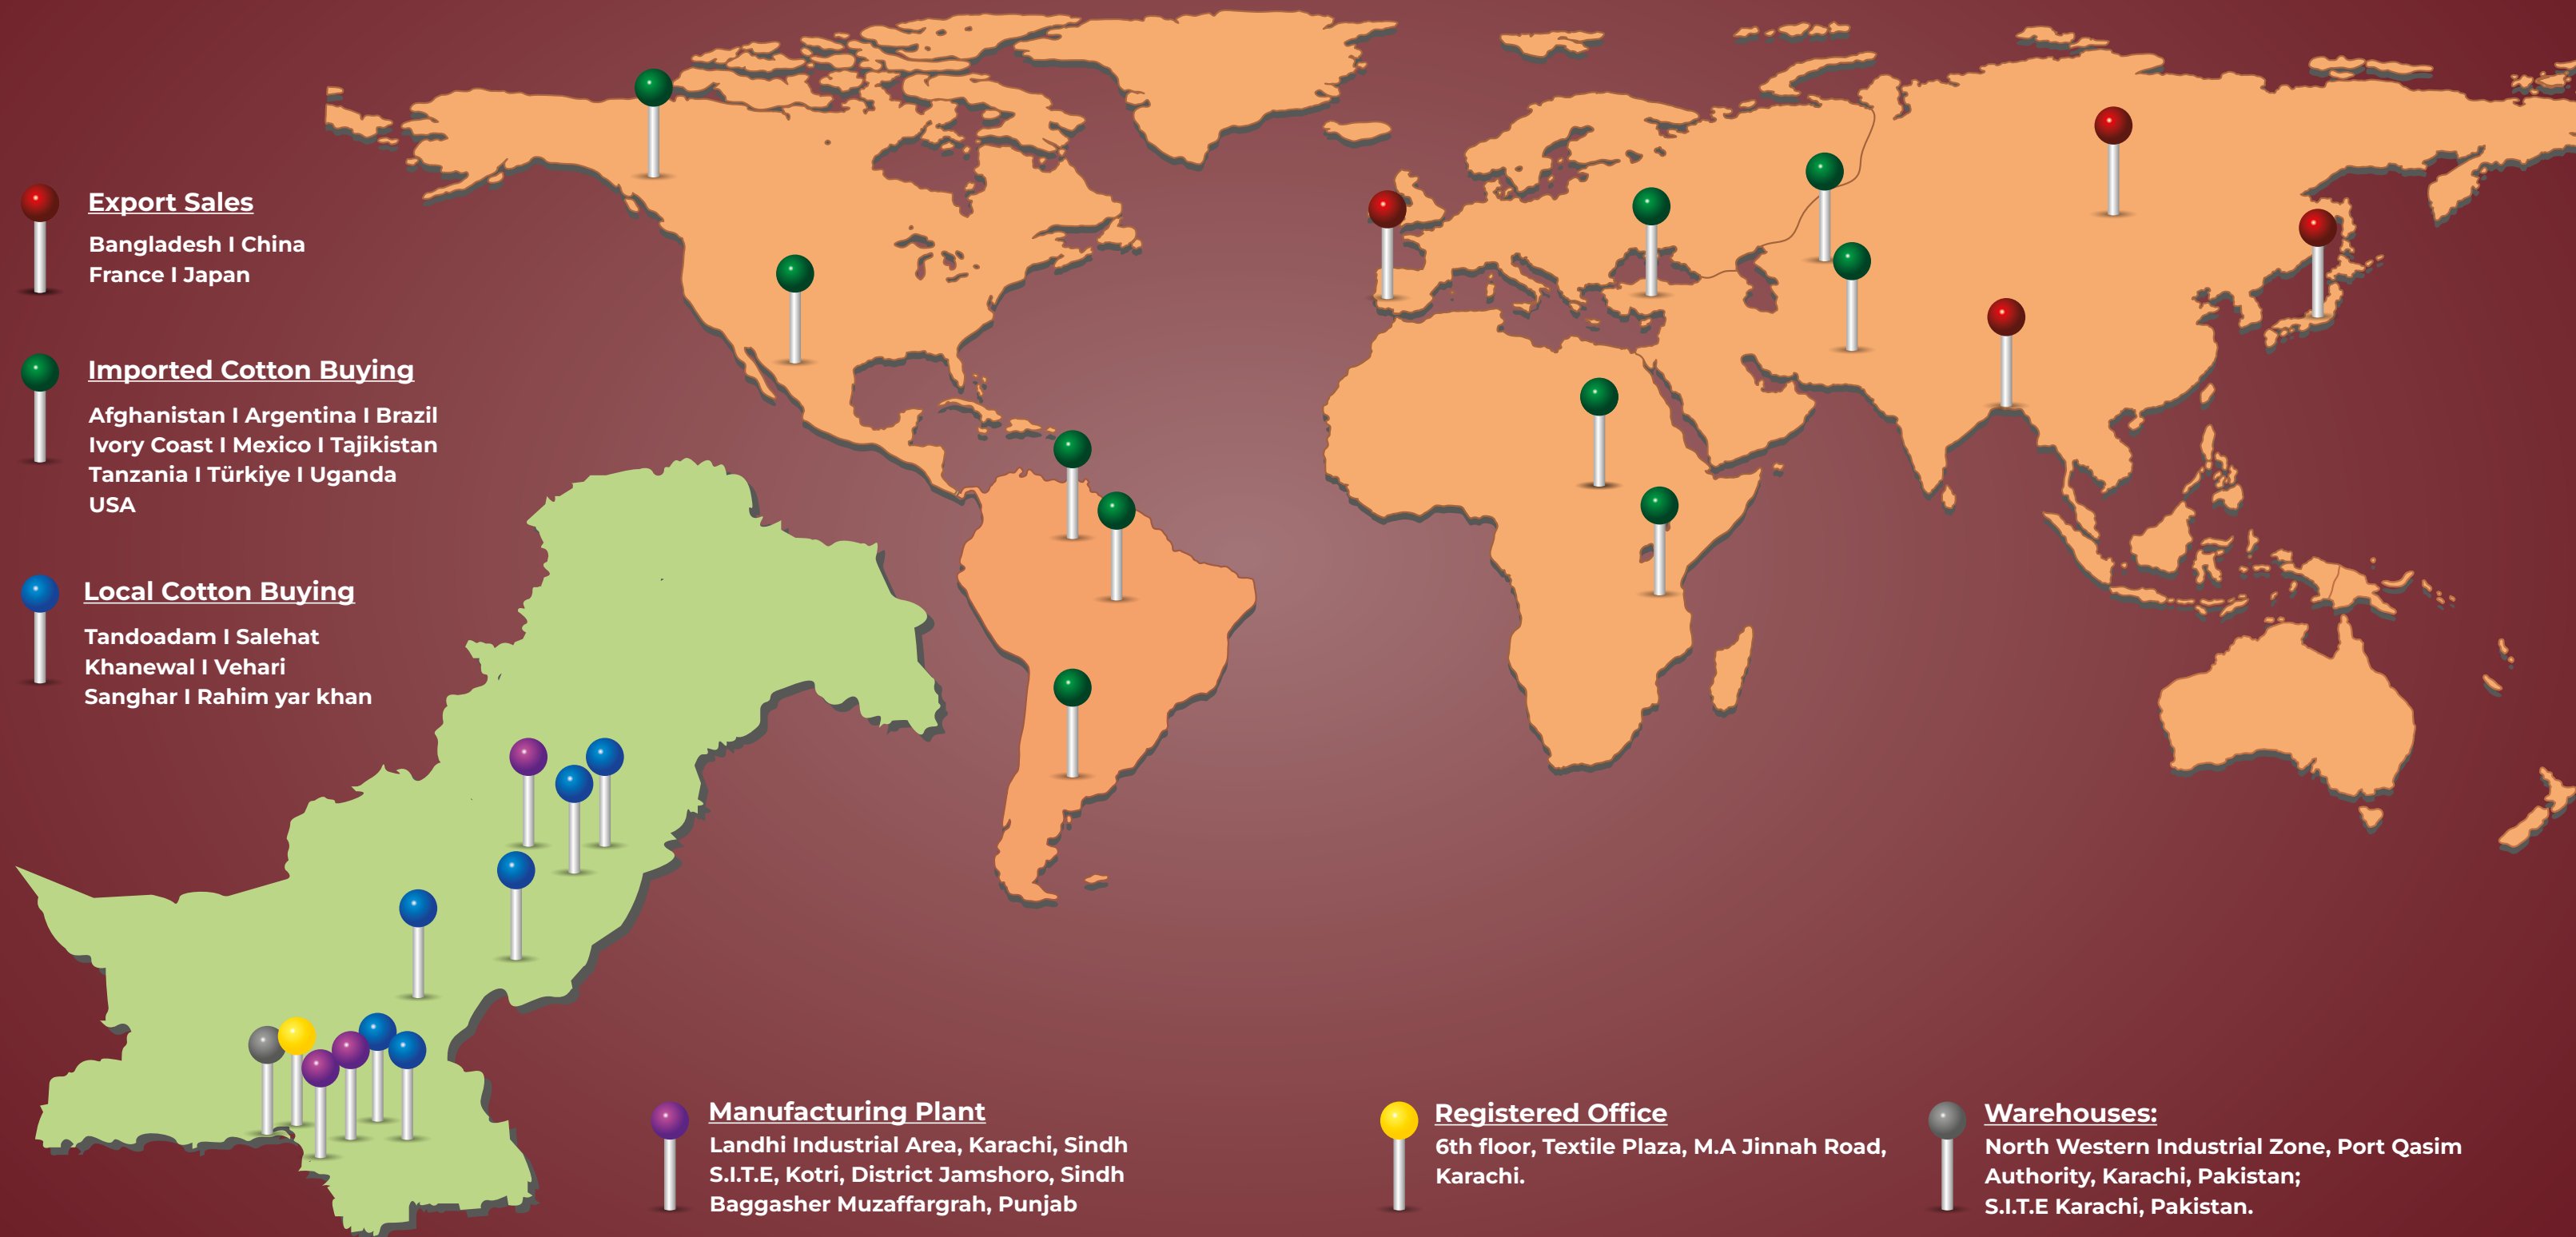 Export Sales
Bangladesh I China
France I Japan
Imported Cotton Buying
Afghanistan I Argentina I Brazil
Ivory Coast I Mexico I Tajikistan
Tanzania I Türkiye I Uganda
USA
Local Cotton Buying
Tandoadam I Salehat
Khanewal I Vehari
Sanghar I Rahim yar khan
Manufacturing Plant
Landhi Industrial Area, Karachi, Sindh
S.I.T.E, Kotri, District Jamshoro, Sindh
Baggasher Muzaffargrah, Punjab
Registered Office
6th floor, Textile Plaza, M.A Jinnah Road,
Karachi.
Warehouses:
North Western Industrial Zone, Port Qasim
Authority, Karachi, Pakistan;
S.I.T.E Karachi, Pakistan.